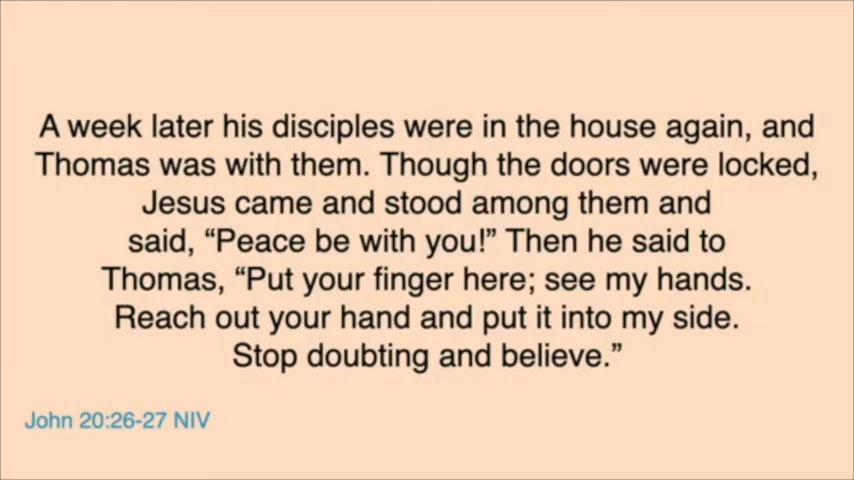 A week later his disciples were in the house again, and
Thomas was with them. Though the doors were locked,
Jesus came and stood among them and
said, “Peace be with you!” Then he said to
Thomas, “Put your finger here; see my hands.
Reach out your hand and put it into my side.
Stop doubting and believe.”
John 20:26-27 NIV